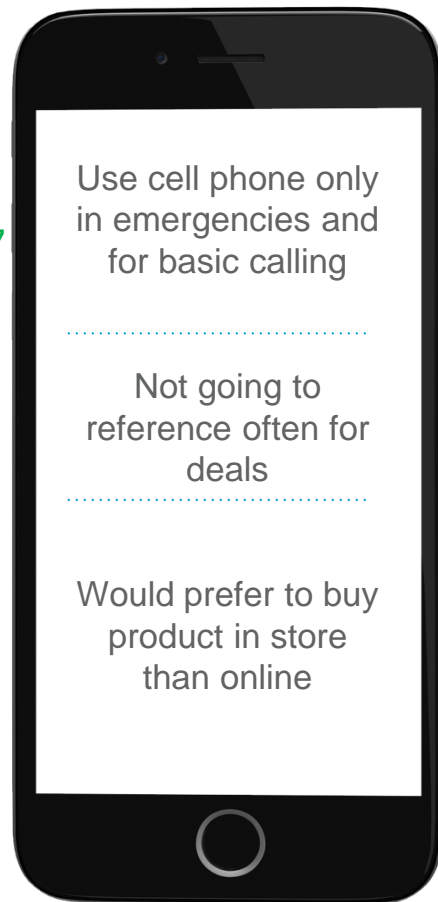 Use cell phone only
in emergencies and
for basic calling
Not going to
reference often for
deals
Would prefer to buy
product in store
than online